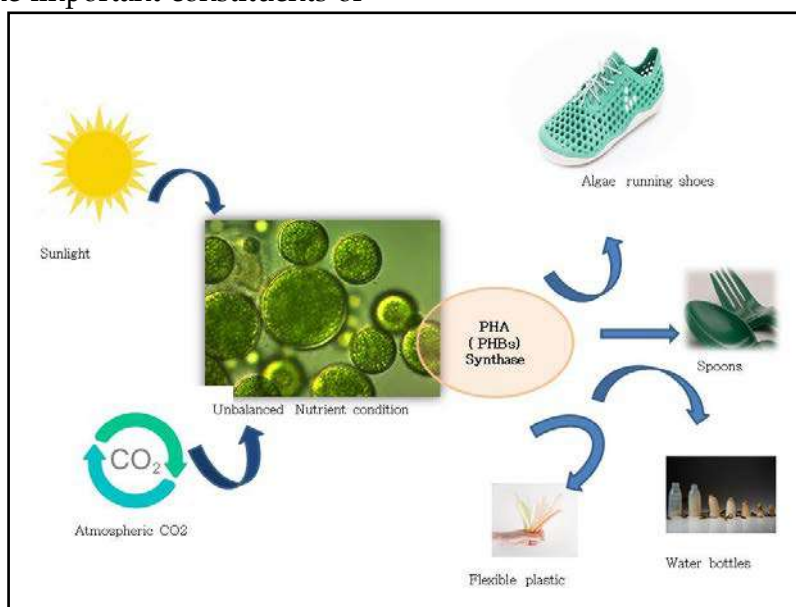 Algae running shoes
Sunlight
PHA
( PHBs)
Synthase
Spoons
Unbalanced Nutrient condition
CO2
Atmospheric CO2
Flexible plastic
Water bottles